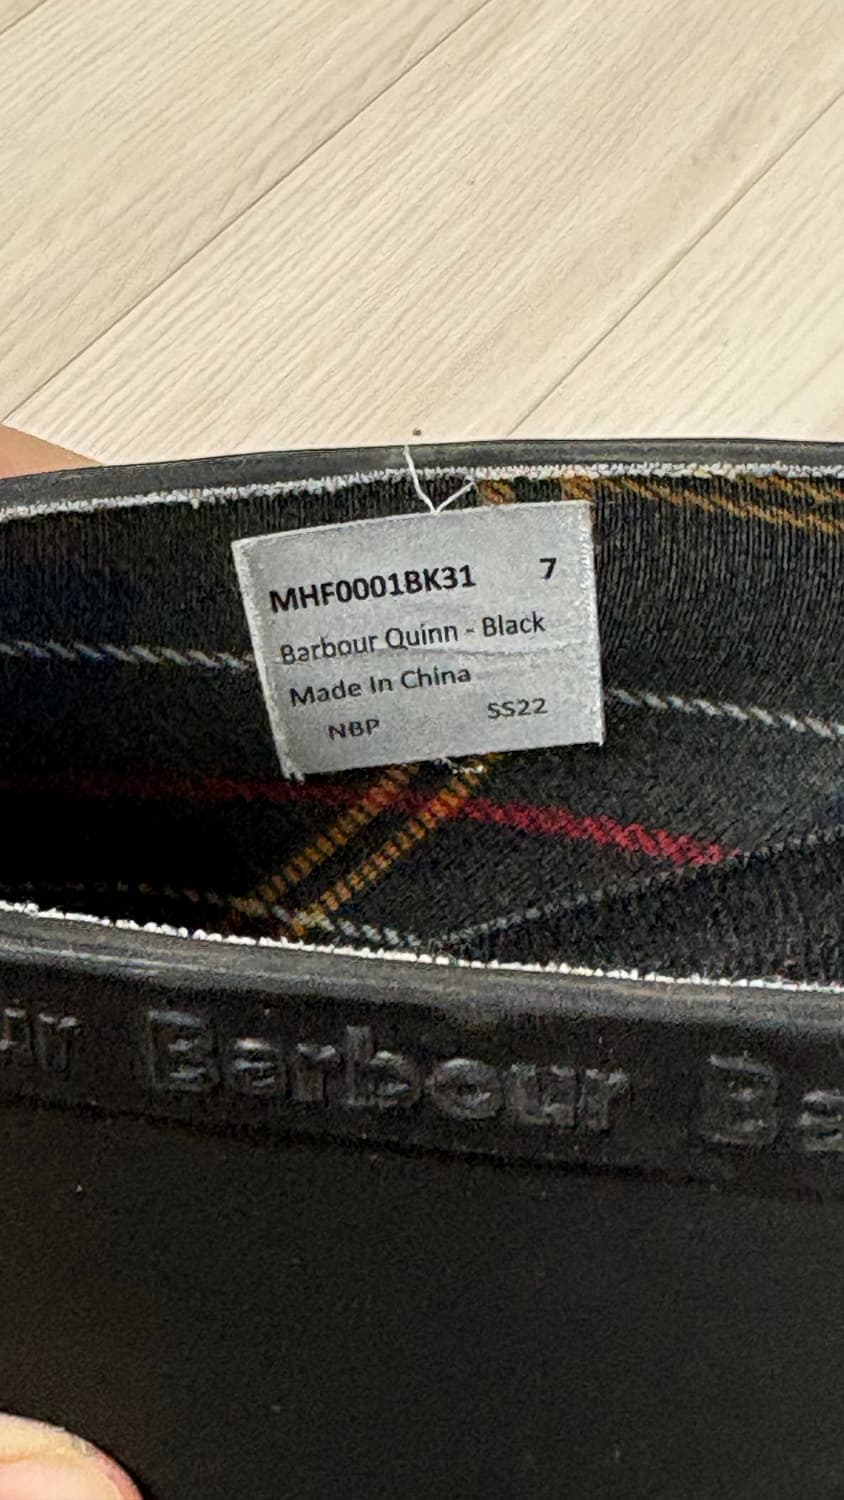 MHF0001BK31 7
Barbour Quinn - Black
Made In China
NBP SS22
Barbour